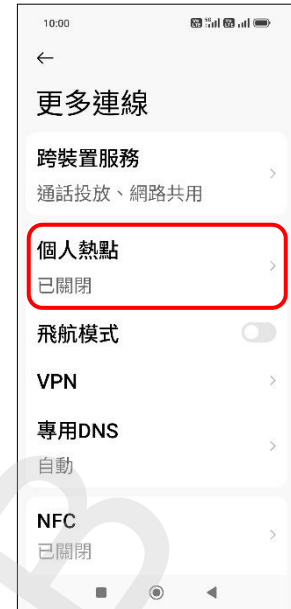 10:00
更多連線
跨裝置服務
通話投放、網路共用
個人熱點
已關閉
飛航模式
VPN
專用DNS
自動
NFC
已關閉